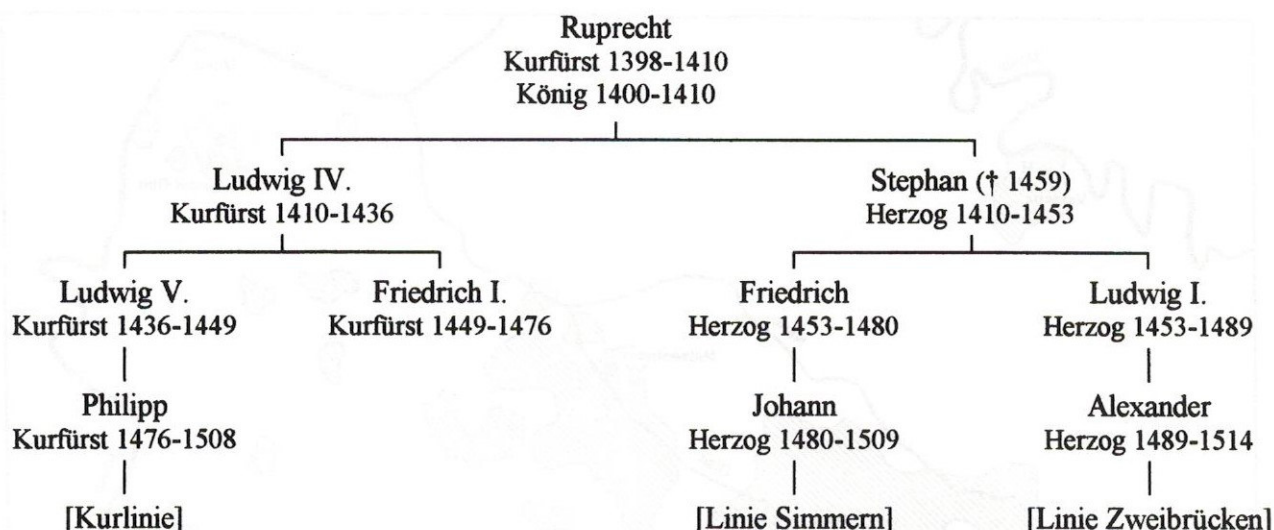 Ruprecht
Kurfürst 1398-1410
König 1400-1410
Ludwig IV.
Kurfürst 1410-1436
Stephan († 1459)
Herzog 1410-1453
Ludwig V.
Kurfürst 1436-1449
Friedrich I.
Kurfürst 1449-1476
Friedrich
Herzog 1453-1480
Ludwig I.
Herzog 1453-1489
Philipp
Kurfürst 1476-1508
Johann
Herzog 1480-1509
Alexander
Herzog 1489-1514
[Kurlinie]
[Linie Simmern]
[Linie Zweibrücken]